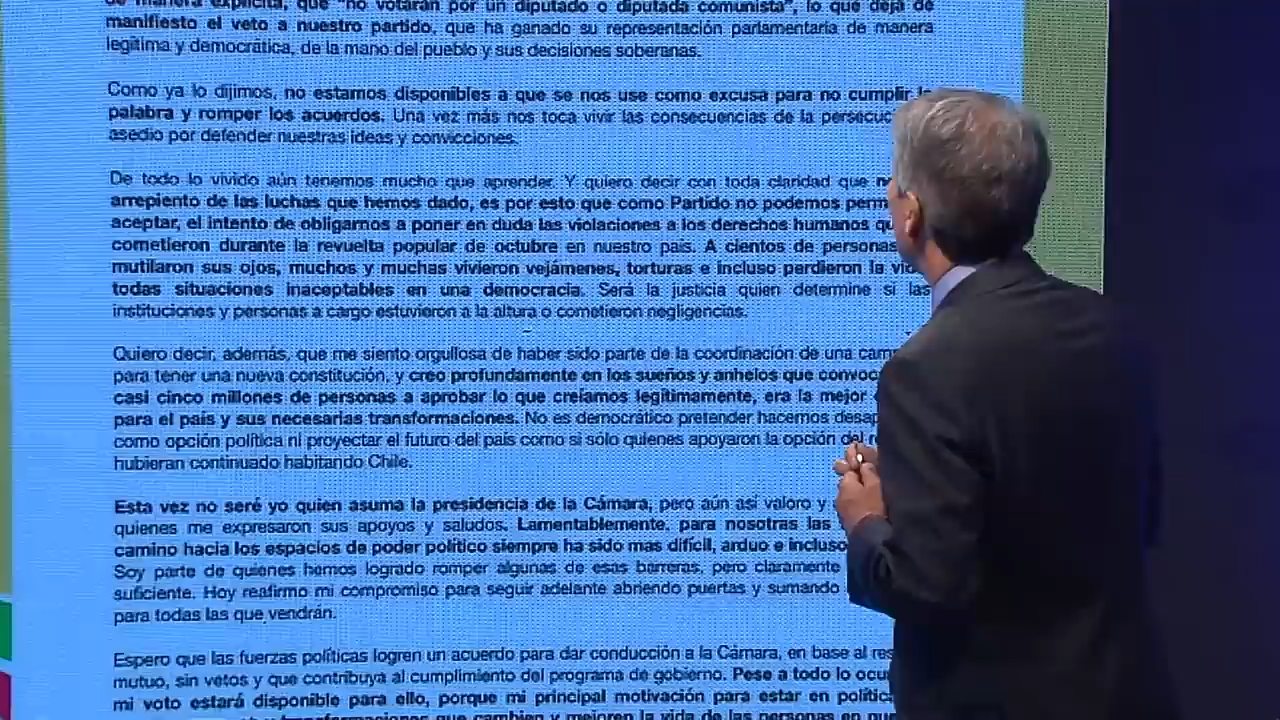 de manera explícita, que "no votarán por un diputado o diputada comunista", lo que deja de
manifiesto el veto a nuestro partido, que ha ganado su representación parlamentaria de manera
legítima y democrática, de la mano del pueblo y sus decisiones soberanas.
Como ya lo dijimos, no estamos disponibles a que se nos use como excusa para no cumplir la
palabra y romper los acuerdos. Una vez más nos toca vivir las consecuencias de la persecuc
asedio por defender nuestras ideas y convicciones.
De todo lo vivido aún tenemos mucho que aprender. Y quiero decir con toda claridad que n
arrepiento de las luchas que hemos dado, es por esto que como Partido no podemos perm
aceptar, el intento de obligarnos a poner en duda las violaciones a los derechos humanos qu
cometieron durante la revuelta popular de octubre en nuestro país. A cientos de personas
mutilaron sus ojos, muchos y muchas vivieron vejámenes, torturas e incluso perdieron la vid
todas situaciones inaceptables en una democracia. Será la justicia quien determine si las
instituciones y personas a cargo estuvieron a la altura o cometieron negligencias.
Quiero decir, además, que me siento orgullosa de haber sido parte de la coordinación de una cam
para tener una nueva constitución, y creo profundamente en los sueños y anhelos que convoc
casi cinco millones de personas a aprobar lo que creíamos legítimamente, era la mejor
para el país y sus necesarias transformaciones. No es democrático pretender hacernos desap
como opción política ni proyectar el futuro del país como si solo quienes apoyaron la opción del r
hubieran continuado habitando Chile.
Esta vez no seré yo quien asuma la presidencia de la Cámara, pero aún así valoro y
quienes me expresaron sus apoyos y saludos. Lamentablemente, para nosotras las
camino hacia los espacios de poder político siempre ha sido mas difícil, arduo e incluso
Soy parte de quienes hemos logrado romper algunas de esas barreras, pero claramente
suficiente. Hoy reafirmo mi compromiso para seguir adelante abriendo puertas y sumando
para todas las que vendrán.
Espero que las fuerzas políticas logren un acuerdo para dar conducción a la Cámara, en base al res
mutuo, sin vetos y que contribuya al cumplimiento del programa de gobierno. Pese a todo lo ocu
mi voto estará disponible para ello, porque mi principal motivación para estar en polític
transformaciones que cambien y mejoren la vida de las personas en nue